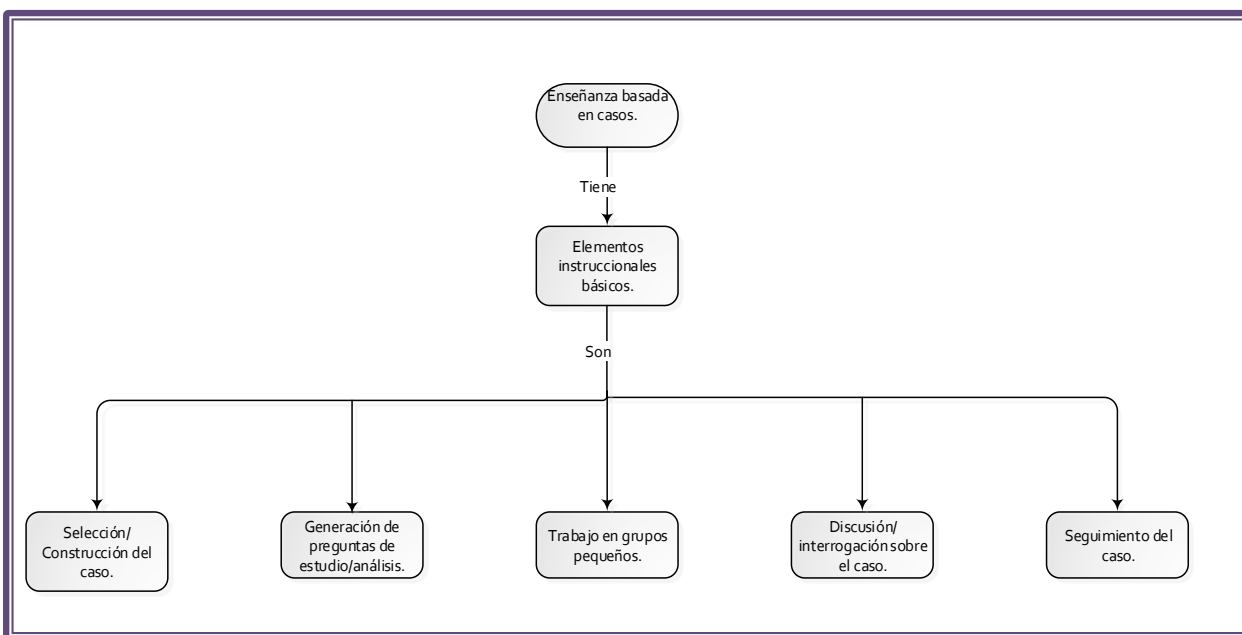 Enseñanza basada
en casos.
Tiene
Elementos
instruccionales
básicos.
Son
Selección/
Construcción del
caso.
Generación de
preguntas de
estudio/análisis.
Trabajo en grupos
pequeños.
Discusión/
interrogación sobre
el caso.
Seguimiento del
caso.